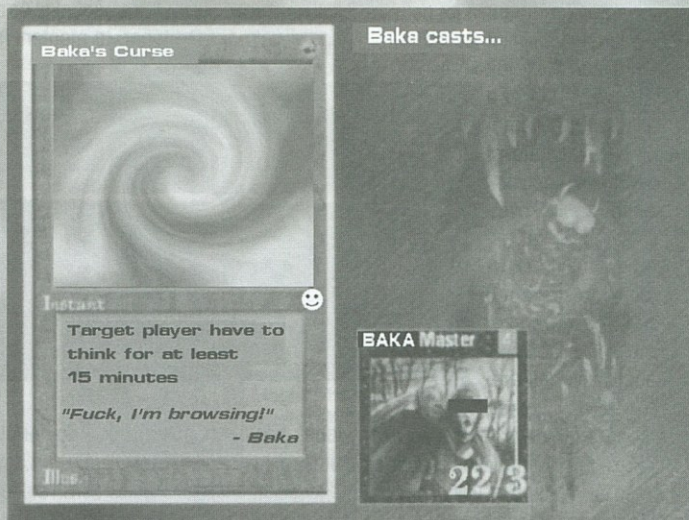 Baka's Curse
Baka casts...
Instant
Target player have to
think for at least
15 minutes
"Fuck, I'm browsing!"
- Baka
Illus.
BAKA Master
22/3